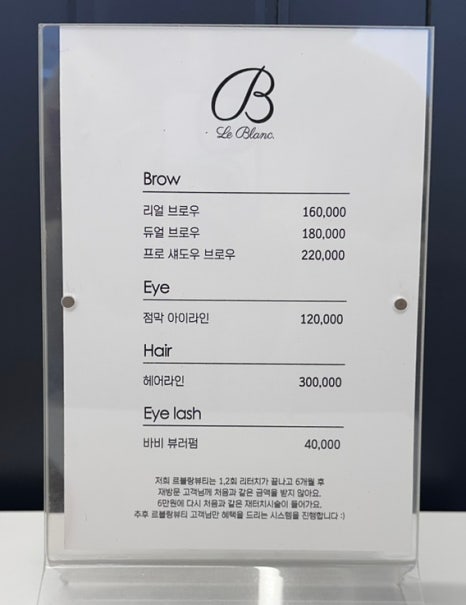 B
Le Blanc.
Brow
리얼 브로우 160,000
듀얼 브로우 180,000
프로 섀도우 브로우 220,000
Eye
점막 아이라인 120,000
Hair
헤어라인 300,000
Eye lash
바비 뷰러펌 40,000
저희 르블랑뷰티는 1,2회 리터치가 끝나고 6개월 후
재방문 고객님께 처음과 같은 금액을 받지 않아요.
6만원에 다시 처음과 같은 재터치시술이 들어가요.
추후 르블랑뷰티 고객님만 혜택을 드리는 시스템을 진행합니다 :)